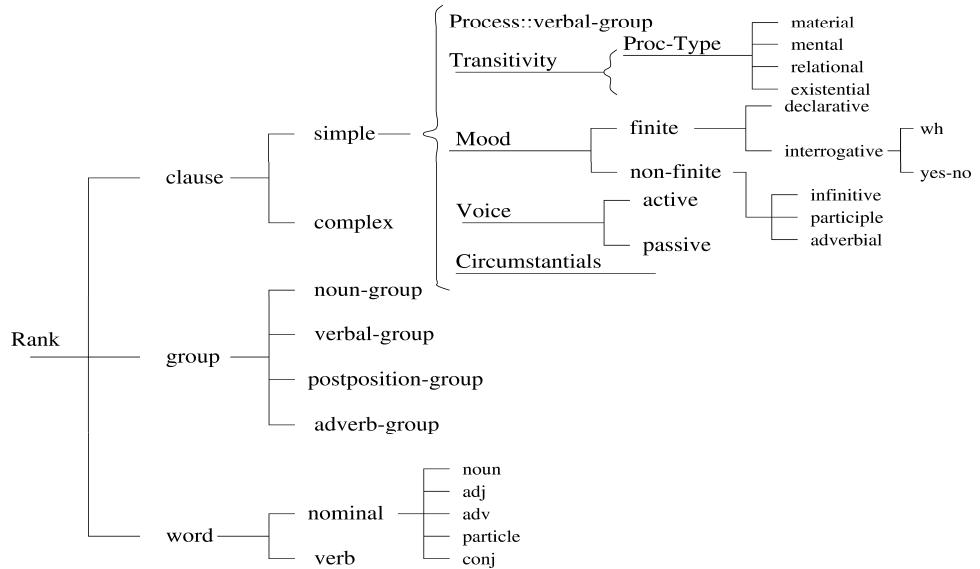 Process::verbal-group
Transitivity
Proc-Type
material
mental
relational
existential
simple
Mood
finite
declarative
interrogative
wh
yes-no
clause
non-finite
infinitive
participle
adverbial
complex
Voice
active
passive
Circumstantials
Rank
group
noun-group
verbal-group
postposition-group
adverb-group
word
nominal
noun
adj
adv
particle
conj
verb